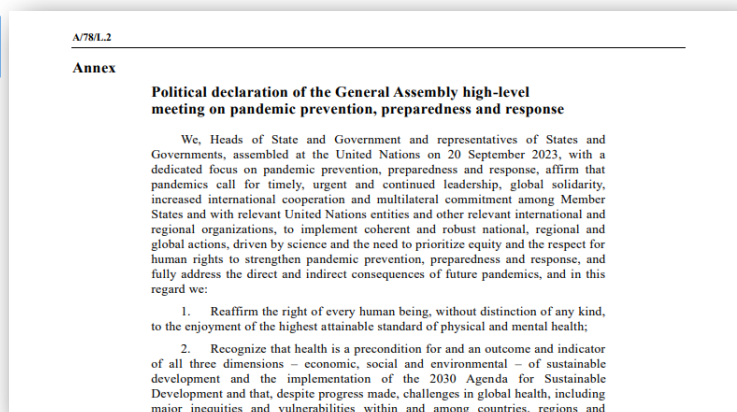 A/78/L.2
Annex
Political declaration of the General Assembly high-level
meeting on pandemic prevention, preparedness and response
We, Heads of State and Government and representatives of States and
Governments, assembled at the United Nations on 20 September 2023, with a
dedicated focus on pandemic prevention, preparedness and response, affirm that
pandemics call for timely, urgent and continued leadership, global solidarity,
increased international cooperation and multilateral commitment among Member
States and with relevant United Nations entities and other relevant international and
regional organizations, to implement coherent and robust national, regional and
global actions, driven by science and the need to prioritize equity and the respect for
human rights to strengthen pandemic prevention, preparedness and response, and
fully address the direct and indirect consequences of future pandemics, and in this
regard we:
1. Reaffirm the right of every human being, without distinction of any kind,
to the enjoyment of the highest attainable standard of physical and mental health;
2. Recognize that health is a precondition for and an outcome and indicator
of all three dimensions – economic, social and environmental – of sustainable
development and the implementation of the 2030 Agenda for Sustainable
Development and that, despite progress made, challenges in global health, including
major inequities and vulnerabilities within and among countries, regions and